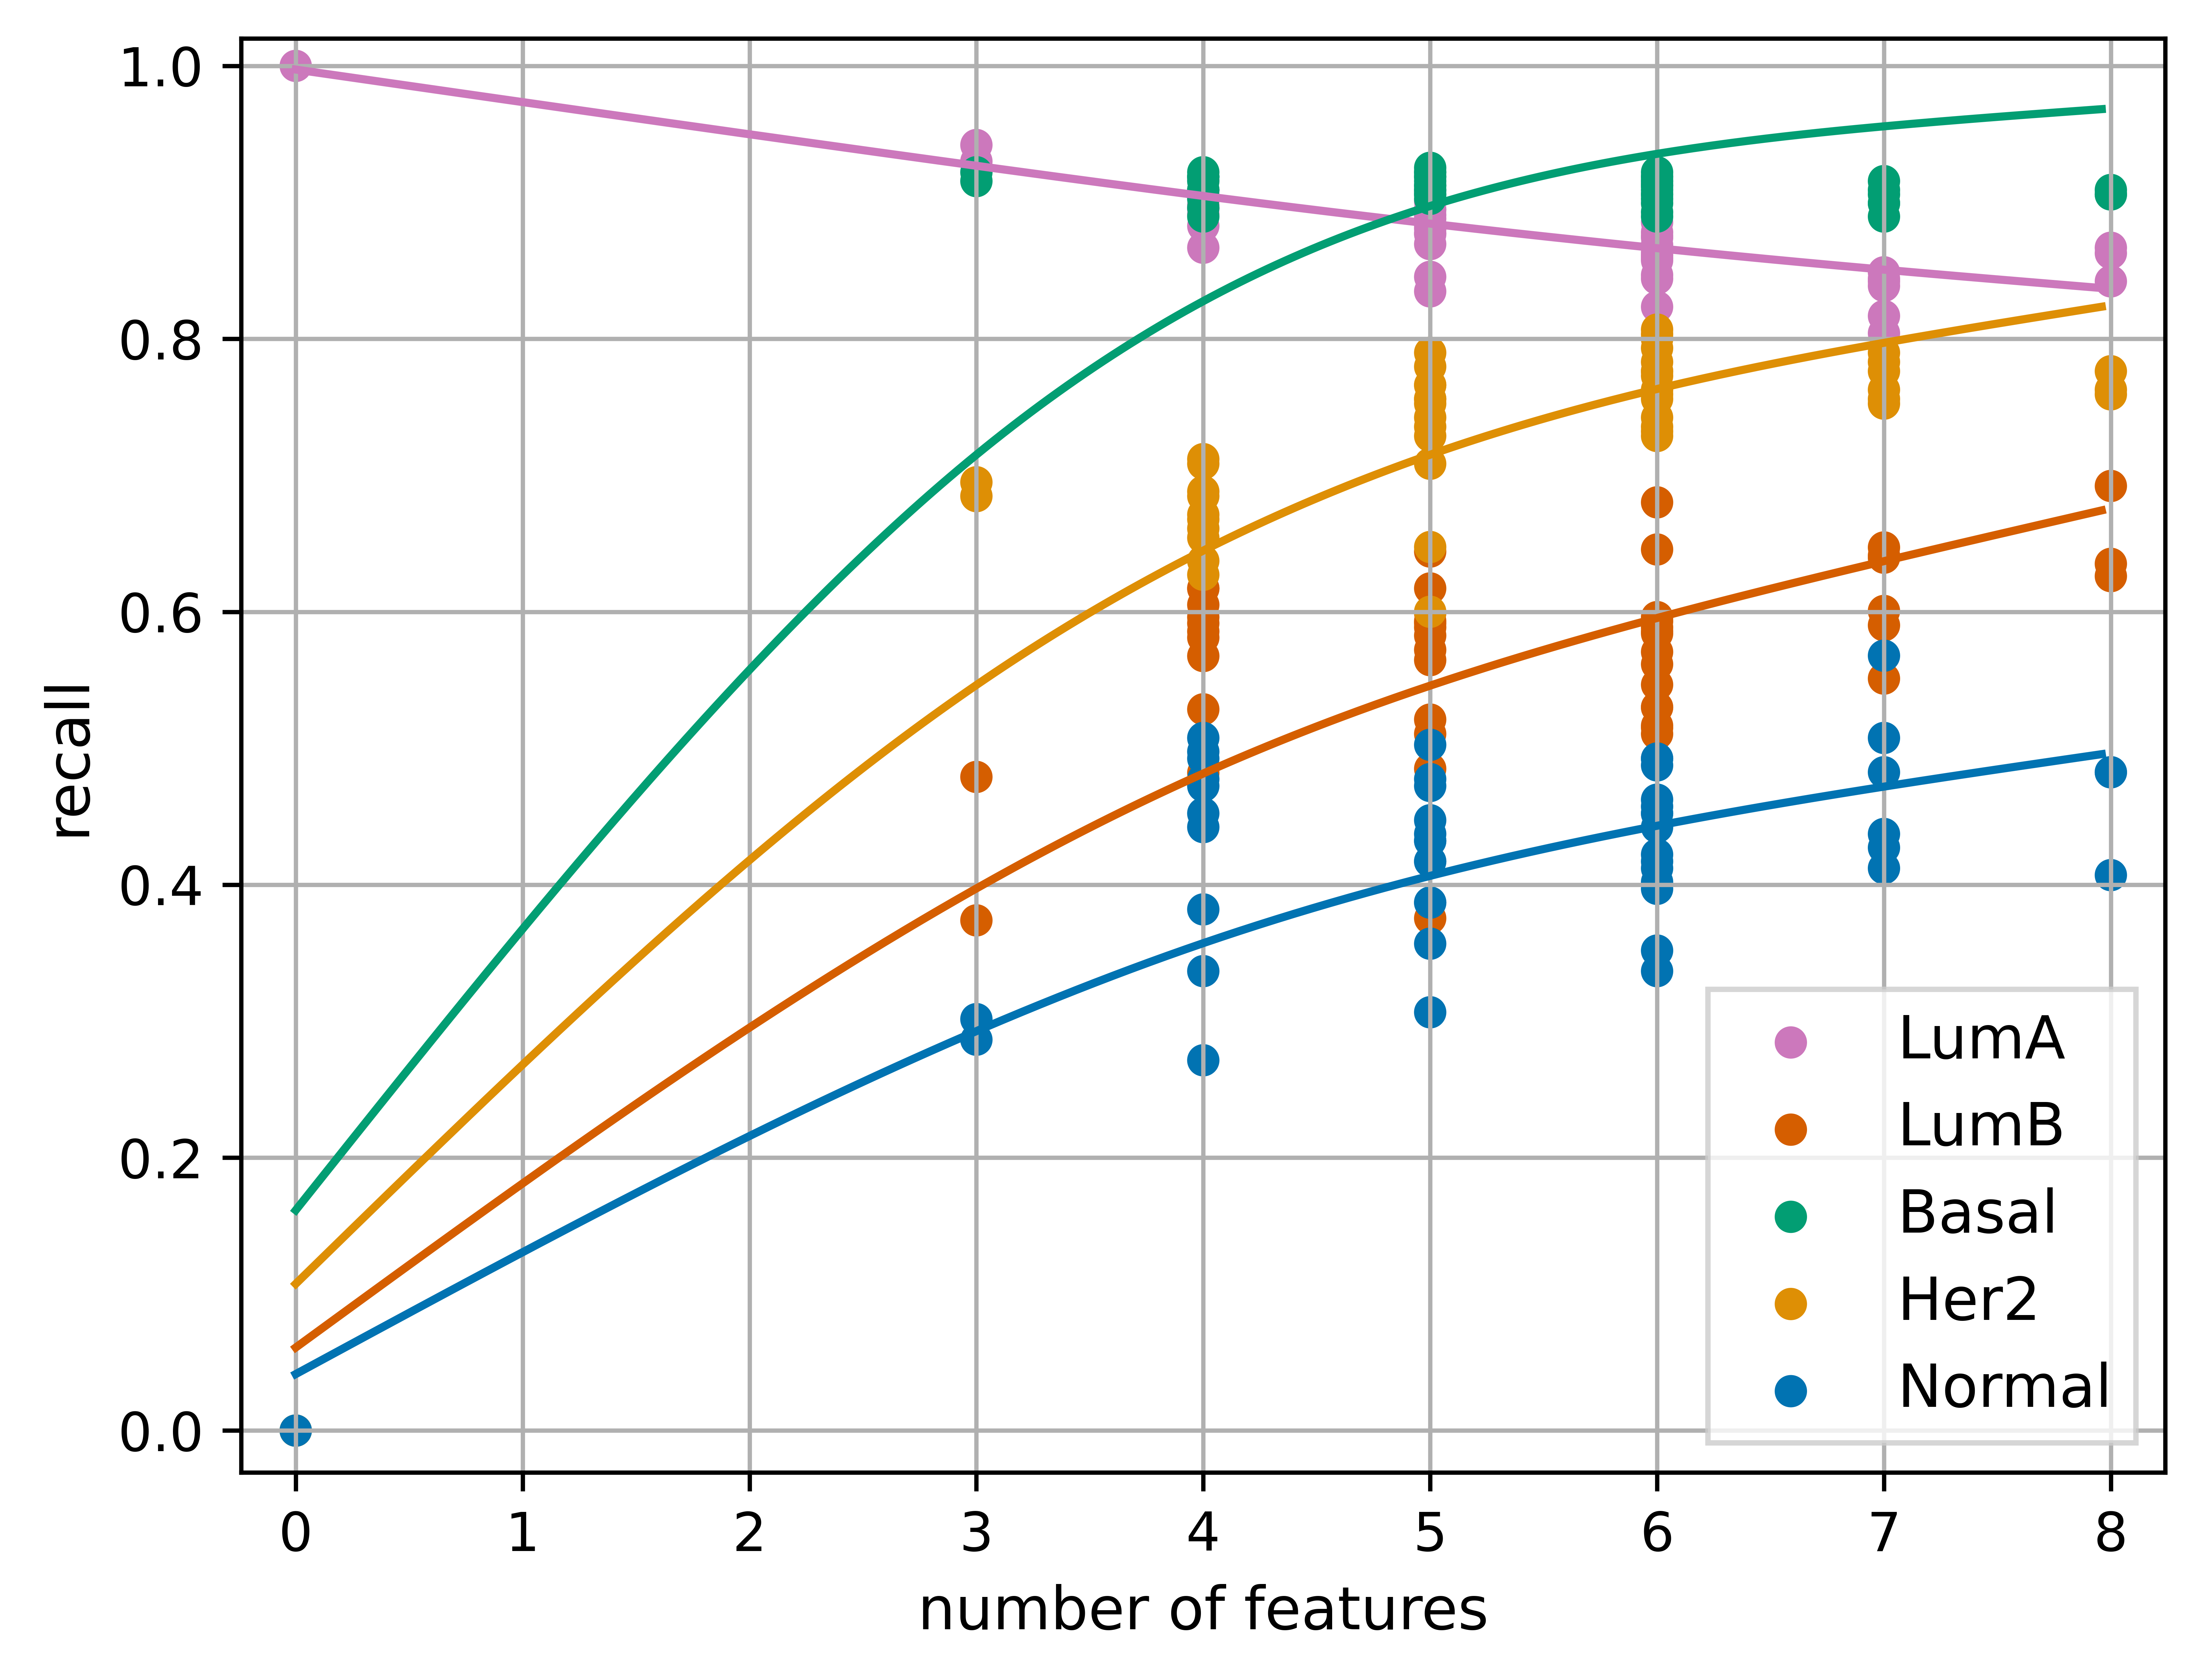 1.0
0.8
0.6
0.4
0.2
0.0
recall
0 1 2 3 4 5 6 7 8
number of features
LumA
LumB
Basal
Her2
Normal